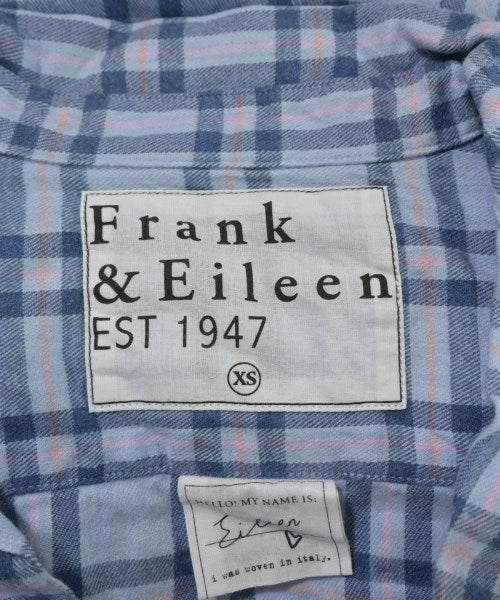 Frank
& Eileen
EST 1947
XS
HELLO! MY NAME IS:
Eileen
i was woven in italy.